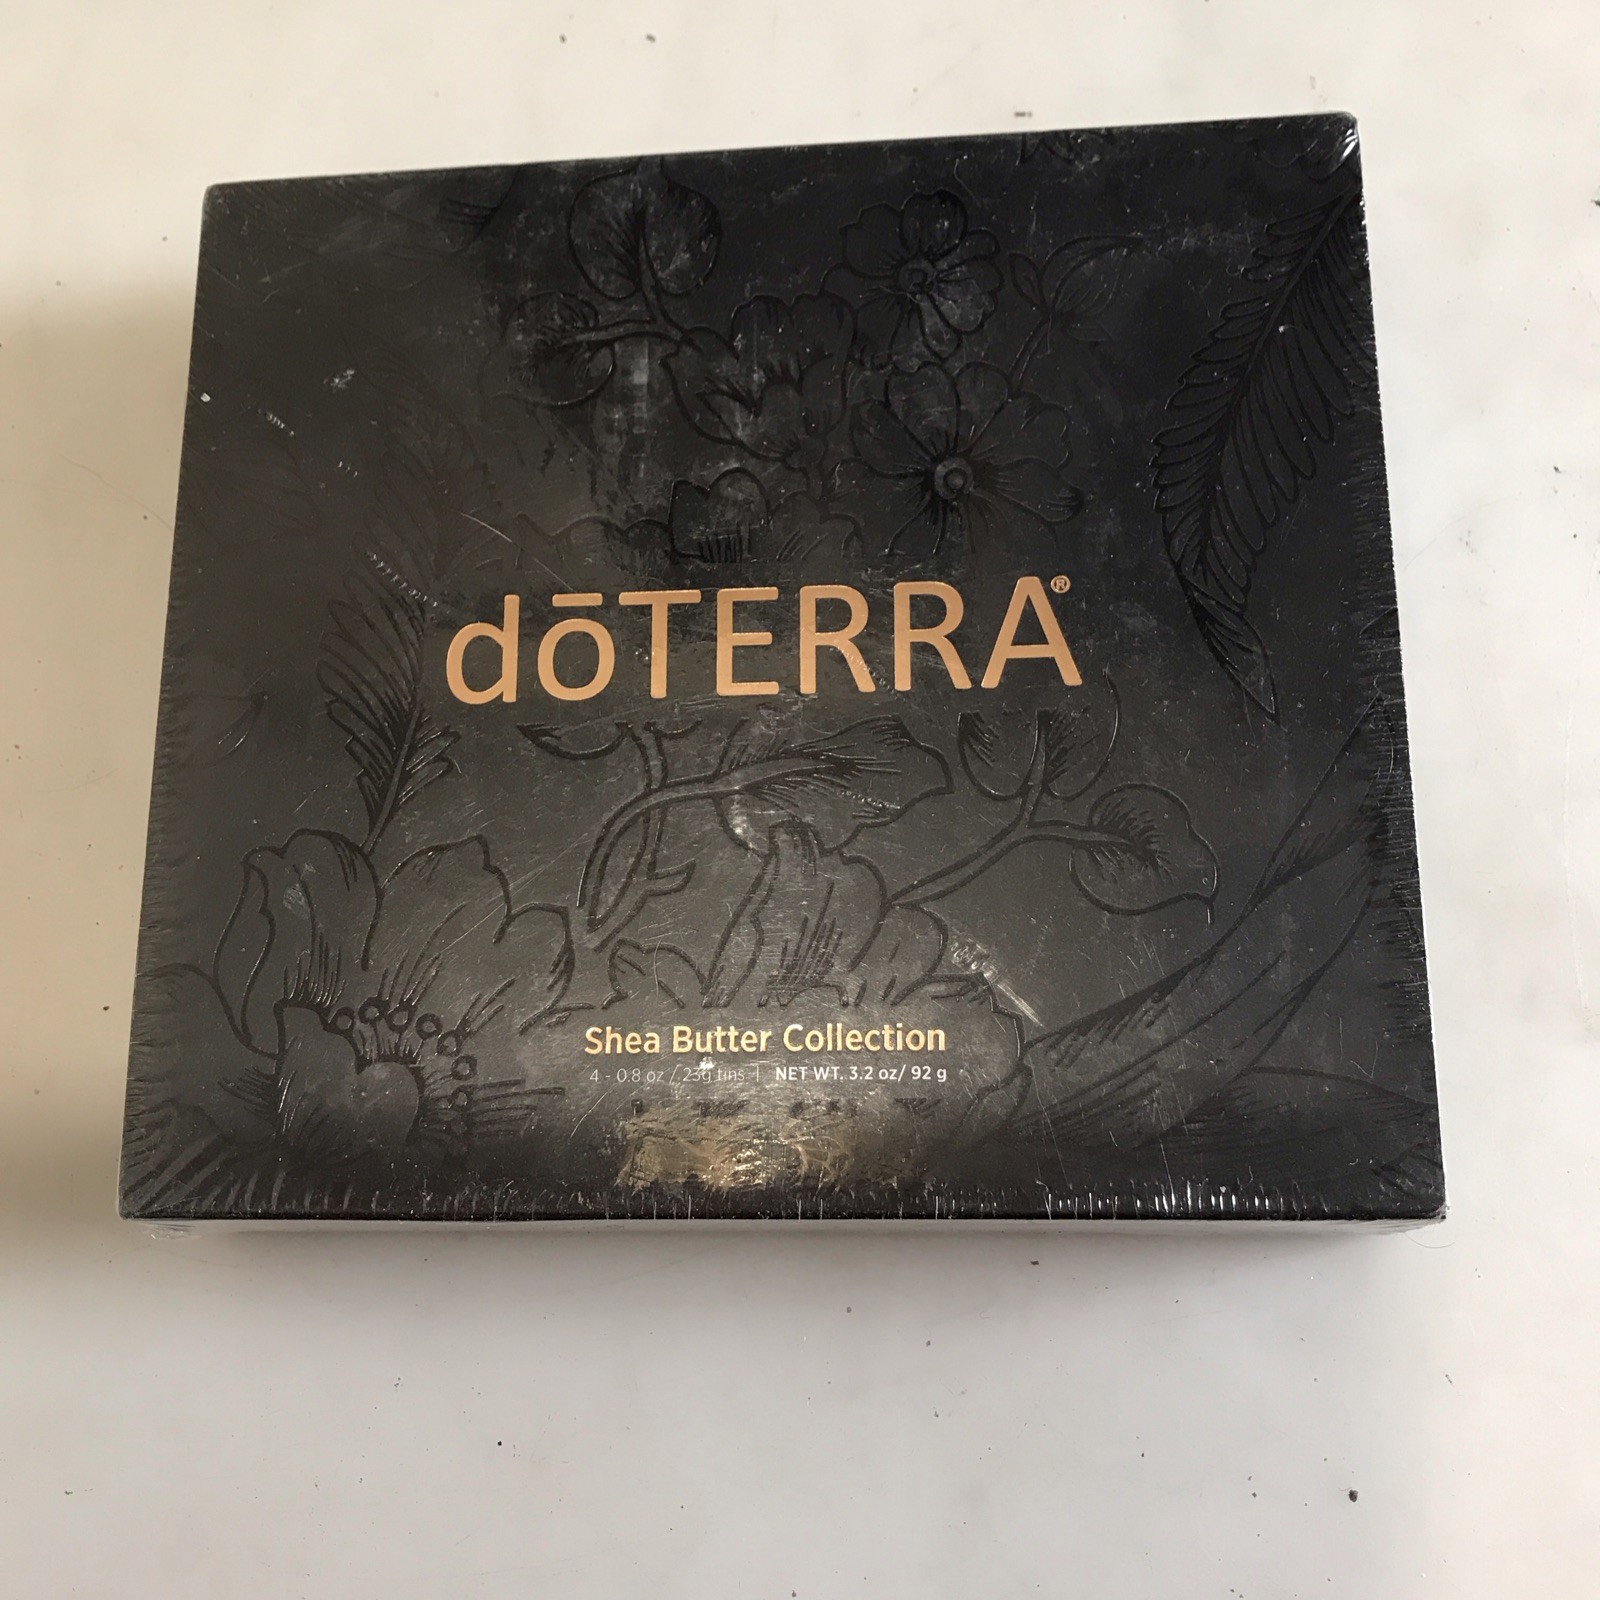 dōTERRA®
Shea Butter Collection
4 - 0.8 oz / 23g tins | NET WT. 3.2 oz/ 92 g